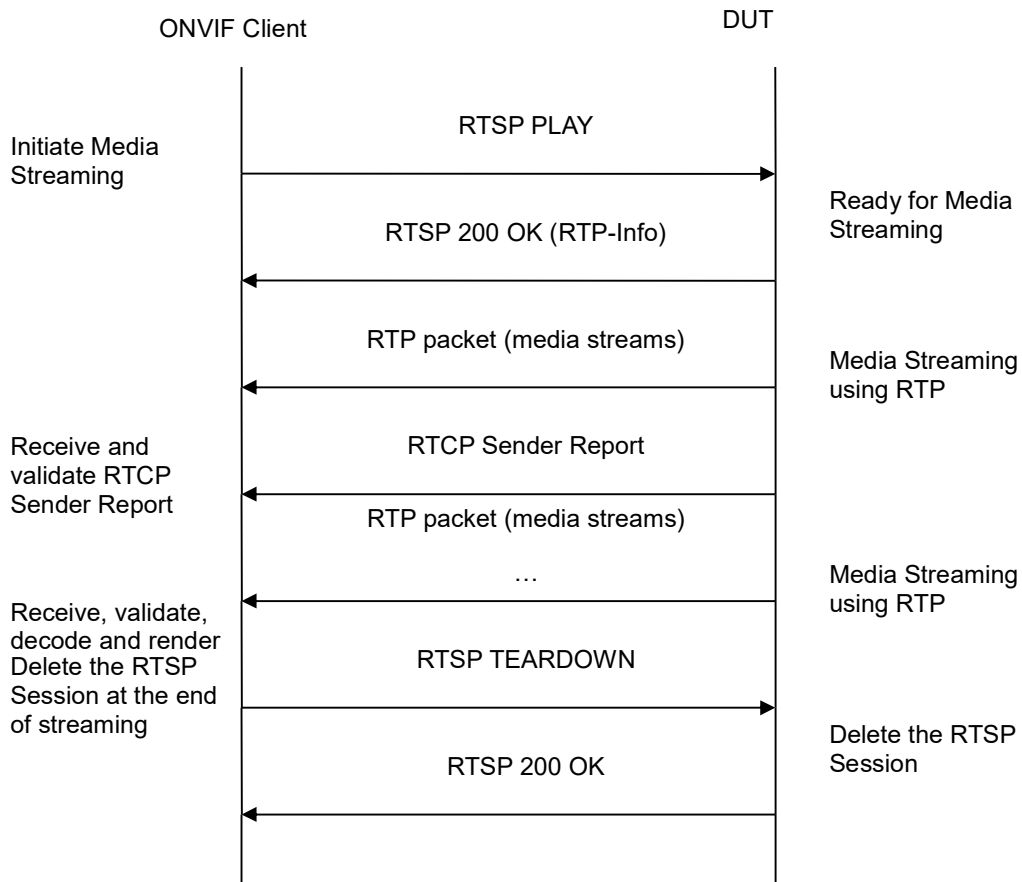 ONVIF Client
DUT
RTSP PLAY
Initiate Media
Streaming
Ready for Media
Streaming
RTSP 200 OK (RTP-Info)
RTP packet (media streams)
Media Streaming
using RTP
RTCP Sender Report
Receive and
validate RTCP
Sender Report
RTP packet (media streams)
…
Media Streaming
using RTP
Receive, validate,
decode and render
Delete the RTSP
Session at the end
of streaming
RTSP TEARDOWN
Delete the RTSP
Session
RTSP 200 OK